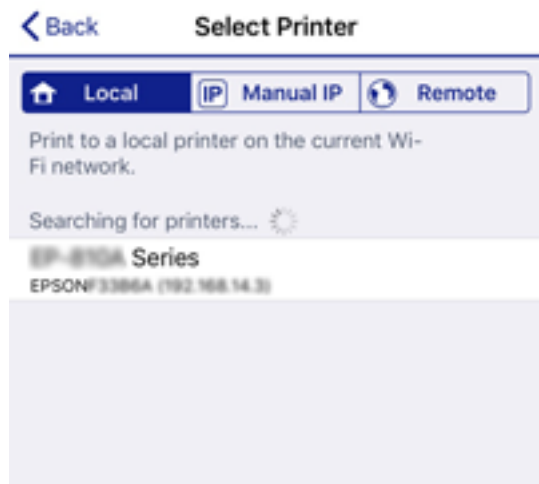 Back
Select Printer
Local
IP Manual IP
Remote
Print to a local printer on the current Wi-
Fi network.
Searching for printers...
Series
EPSON